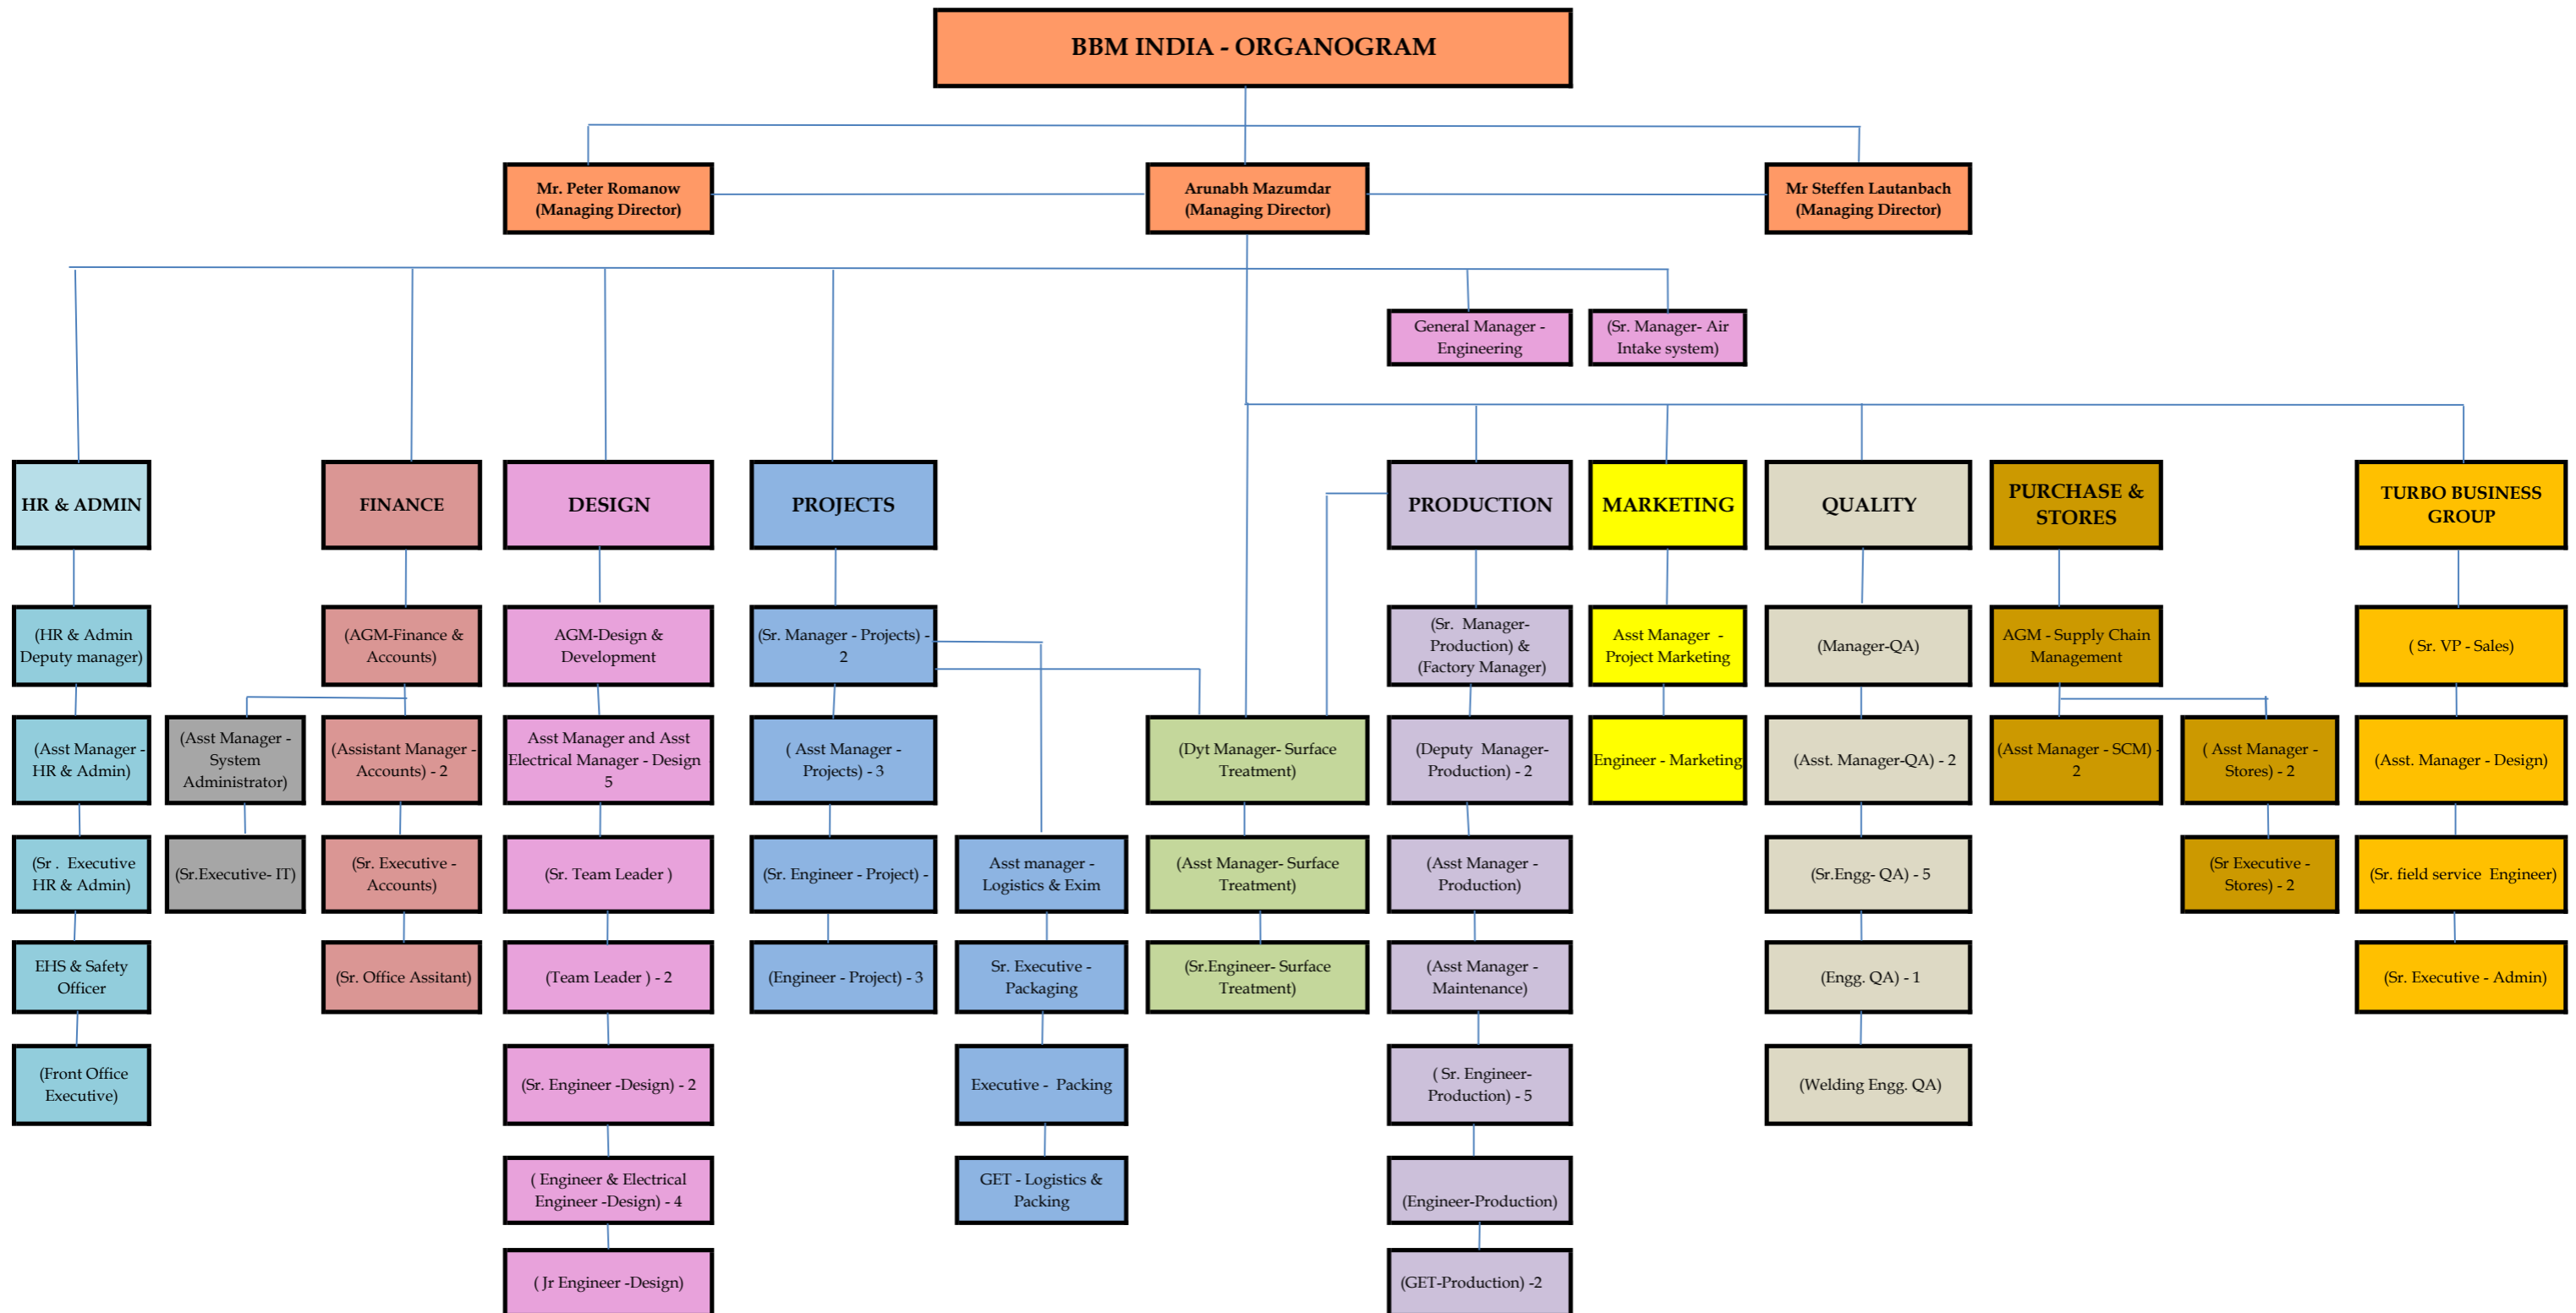 BBM INDIA - ORGANOGRAM
Mr. Peter Romanow
(Managing Director)
Arunabh Mazumdar
(Managing Director)
Mr Steffen Lautanbach
(Managing Director)
General Manager -
Engineering
(Sr. Manager- Air
Intake system)
HR & ADMIN
FINANCE
DESIGN
PROJECTS
PRODUCTION
MARKETING
QUALITY
PURCHASE &
STORES
TURBO BUSINESS
GROUP
(HR & Admin
Deputy manager)
(AGM-Finance &
Accounts)
AGM-Design &
Development
(Sr. Manager - Projects) -
2
(Sr. Manager-
Production) &
(Factory Manager)
Asst Manager -
Project Marketing
(Manager-QA)
AGM - Supply Chain
Management
( Sr. VP - Sales)
(Asst Manager -
HR & Admin)
(Asst Manager -
System
Administrator)
(Assistant Manager -
Accounts) - 2
Asst Manager and Asst
Electrical Manager - Design
5
( Asst Manager -
Projects) - 3
(Dyt Manager- Surface
Treatment)
(Deputy Manager-
Production) - 2
Engineer - Marketing
(Asst. Manager-QA) - 2
(Asst Manager - SCM) -
2
( Asst Manager -
Stores) - 2
(Asst. Manager - Design)
(Sr . Executive
HR & Admin)
(Sr.Executive- IT)
(Sr. Executive -
Accounts)
(Sr. Team Leader )
(Sr. Engineer - Project) -
Asst manager -
Logistics & Exim
(Asst Manager- Surface
Treatment)
(Asst Manager -
Production)
(Sr.Engg- QA) - 5
(Sr Executive -
Stores) - 2
(Sr. field service Engineer)
EHS & Safety
Officer
(Sr. Office Assitant)
(Team Leader ) - 2
(Engineer - Project) - 3
Sr. Executive -
Packaging
(Sr.Engineer- Surface
Treatment)
(Asst Manager -
Maintenance)
(Engg. QA) - 1
(Sr. Executive - Admin)
(Front Office
Executive)
(Sr. Engineer -Design) - 2
Executive - Packing
( Sr. Engineer-
Production) - 5
(Welding Engg. QA)
( Engineer & Electrical
Engineer -Design) - 4
GET - Logistics &
Packing
(Engineer-Production)
( Jr Engineer -Design)
(GET-Production) -2